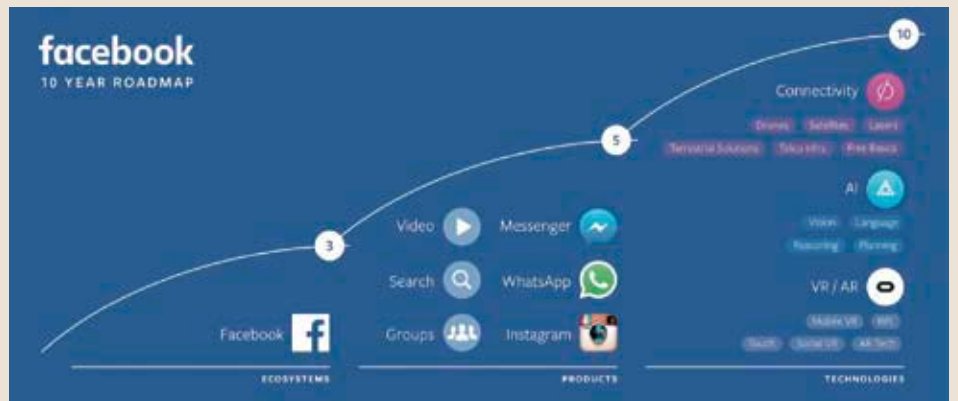 facebook
10 YEAR ROADMAP
3
5
10
Facebook
ECOSYSTEMS
Video
Messenger
Search
WhatsApp
Groups
Instagram
PRODUCTS
Connectivity
Drones Satellites Lasers
Terrestrial Solutions Telco Infra Free Basics
AI
Vision Language
Reasoning Planning
VR / AR
Mobile VR Rift
Touch Social VR AR Tech
TECHNOLOGIES